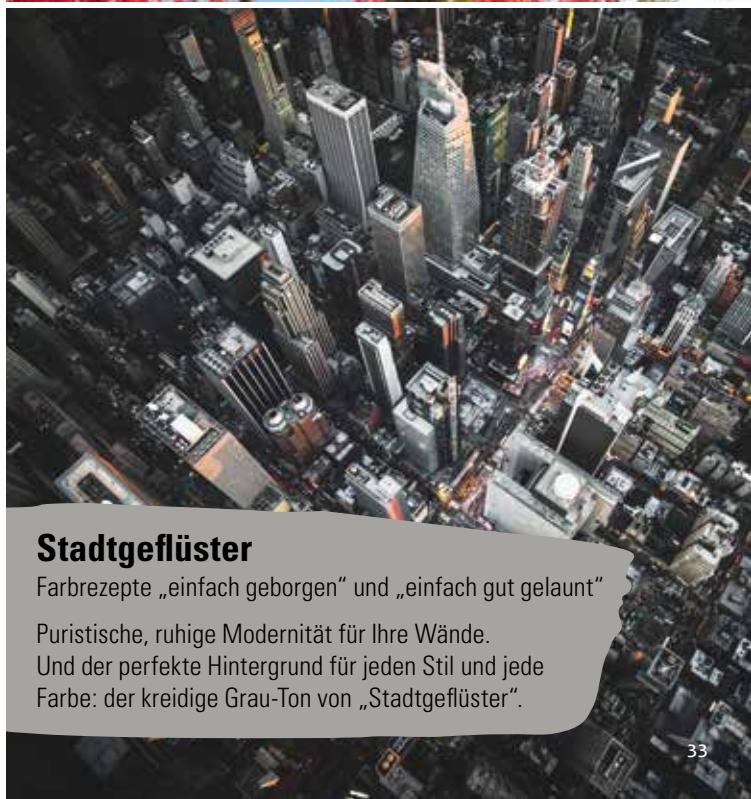 Stadtgeflüster
Farbrezepte „einfach geborgen“ und „einfach gut gelaunt“
Puristische, ruhige Modernität für Ihre Wände.
Und der perfekte Hintergrund für jeden Stil und jede
Farbe: der kreidige Grau-Ton von „Stadtgeflüster“.
33